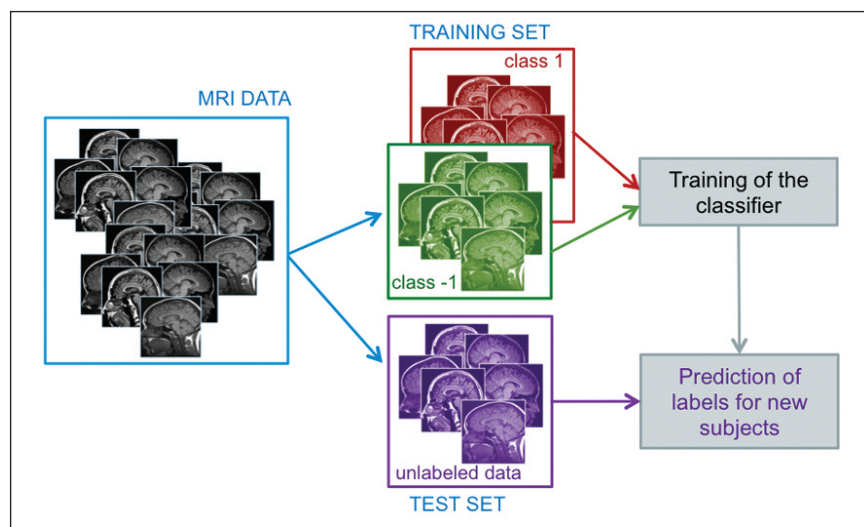 TRAINING SET
class 1
MRI DATA
Training of the
classifier
class -1
Prediction of
labels for new
subjects
unlabeled data
TEST SET